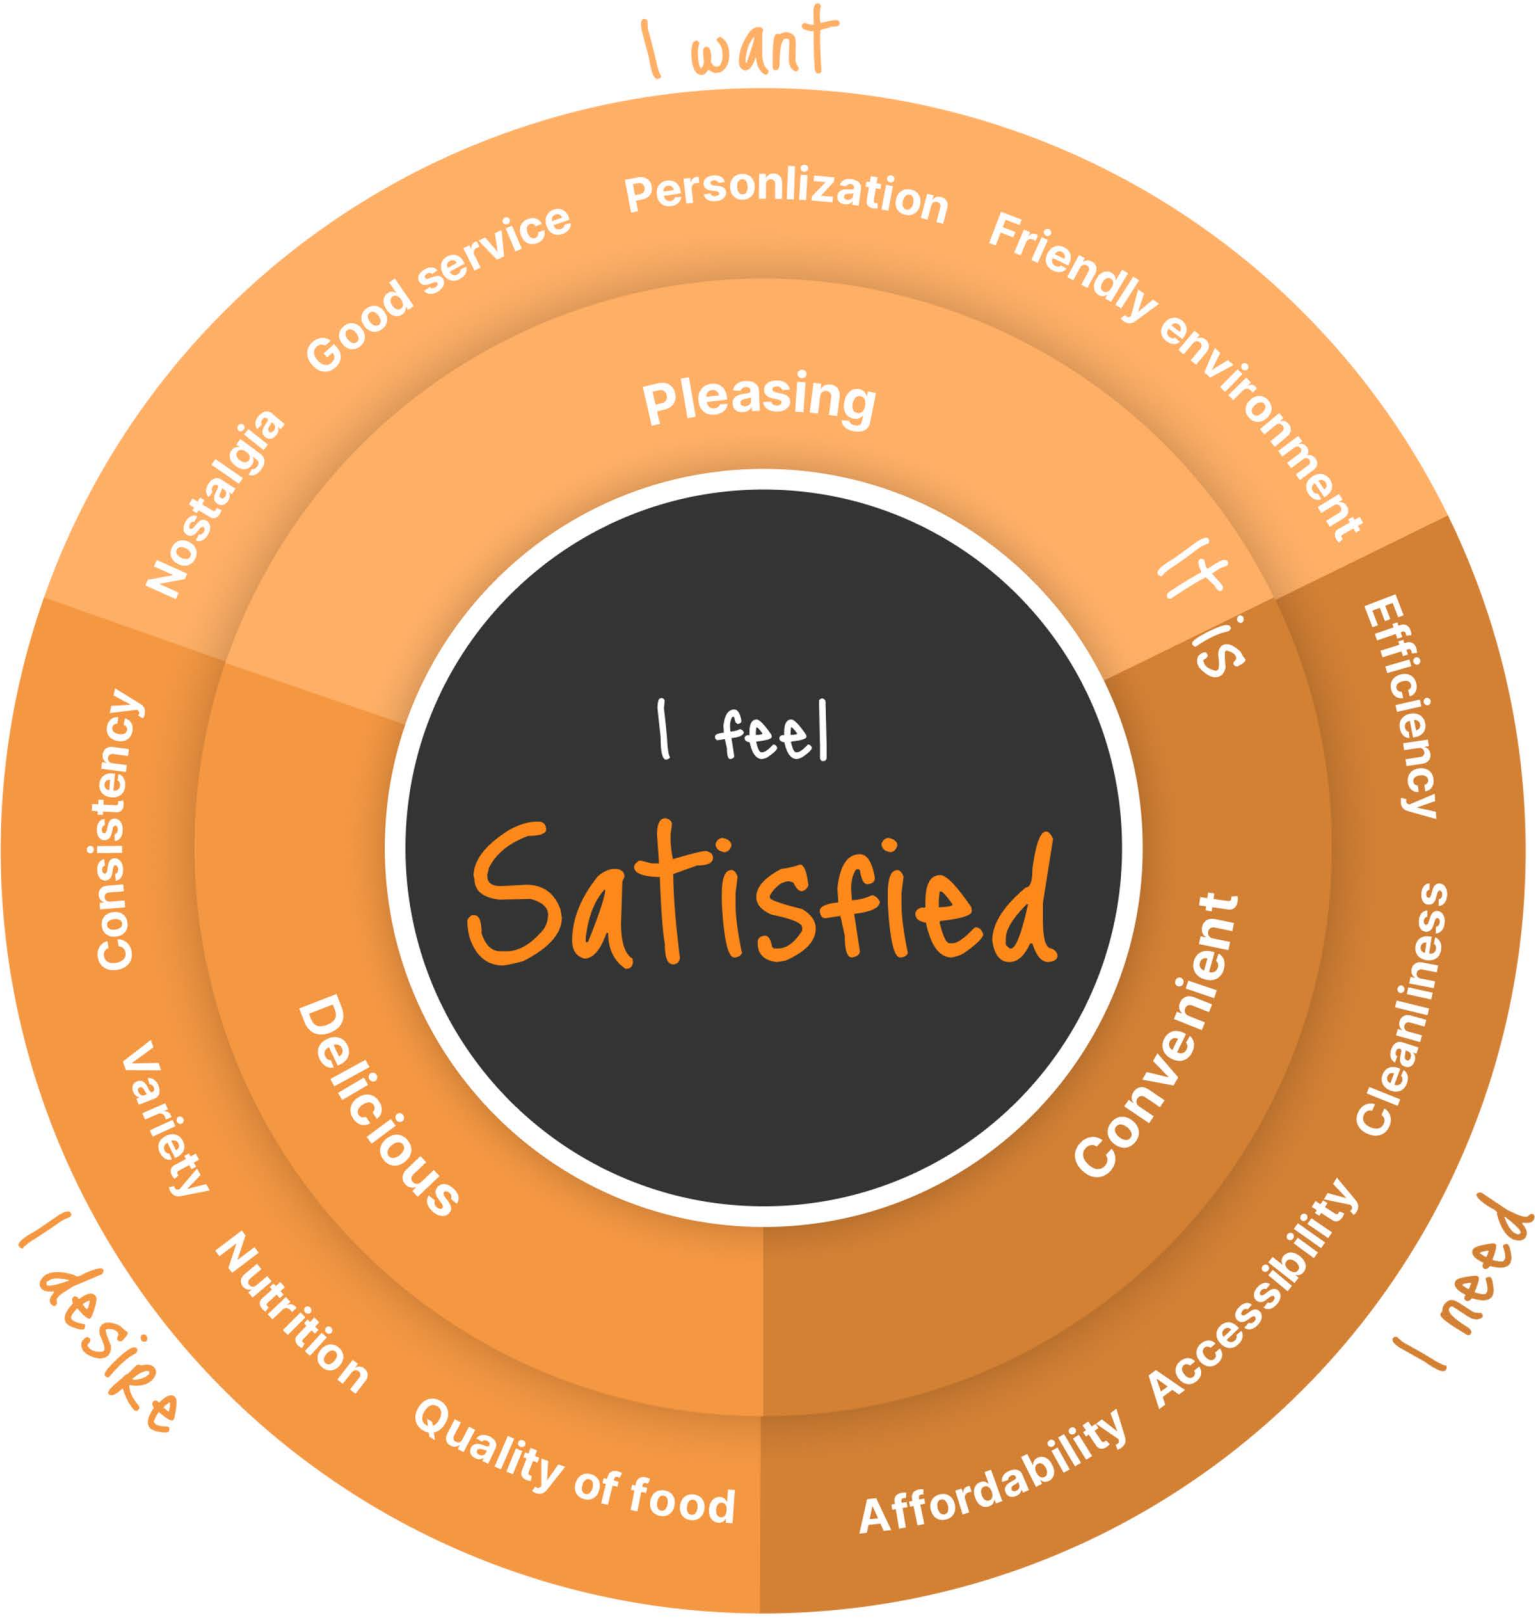 I want
Nostalgia
Good service
Personlization
Friendly environment
Pleasing
It is
I feel
Satisfied
Efficiency
Cleanliness
Accessibility
Affordability
Convenient
I need
Consistency
Variety
Nutrition
Quality of food
Delicious
I desire